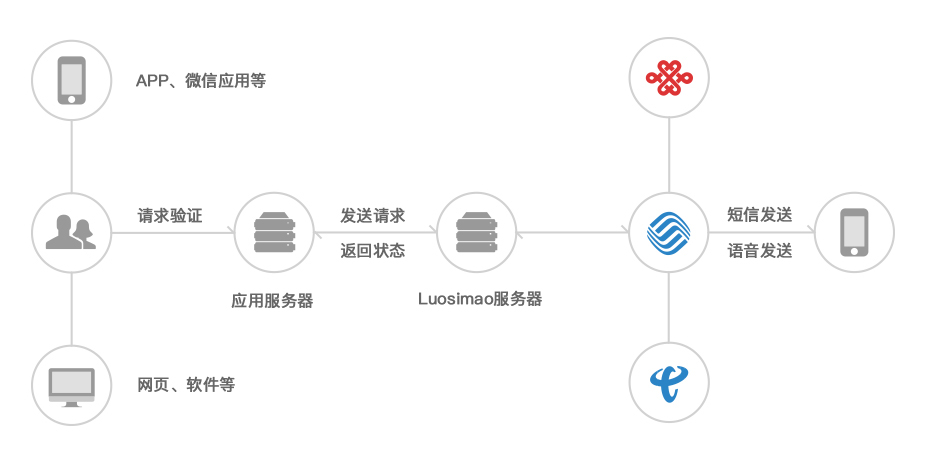 APP、微信应用等
请求验证
发送请求
返回状态
短信发送
语音发送
应用服务器
Luosimao服务器
网页、软件等